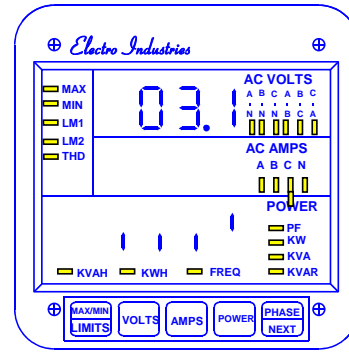 Electro Industries
AC VOLTS
A B C A B C
N N N B C A
MAX
MIN
LM1
LM2
THD
03.1
AC AMPS
A B C N
POWER
PF
KW
KVA
KVAR
KVAH KWH FREQ
MAX/MIN
LIMITS
VOLTS
AMPS
POWER
PHASE
NEXT